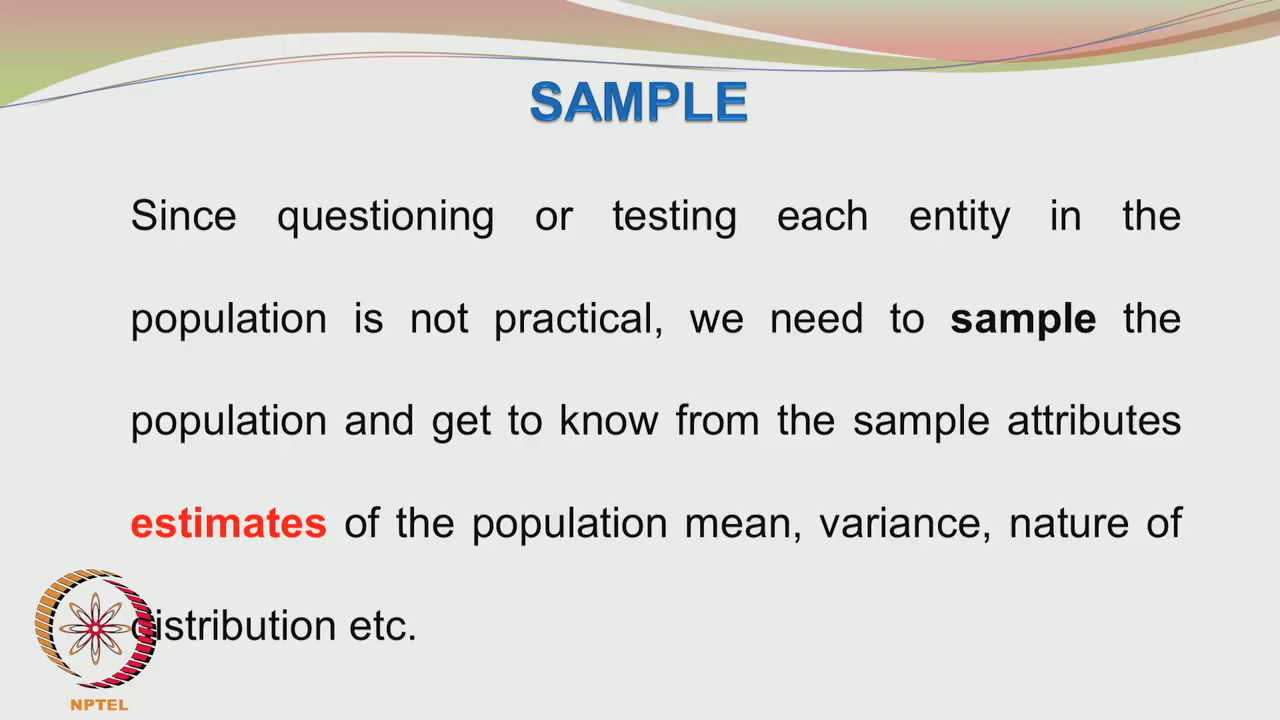 SAMPLE
Since questioning or testing each entity in the
population is not practical, we need to sample the
population and get to know from the sample attributes
estimates of the population mean, variance, nature of
distribution etc.
NPTEL